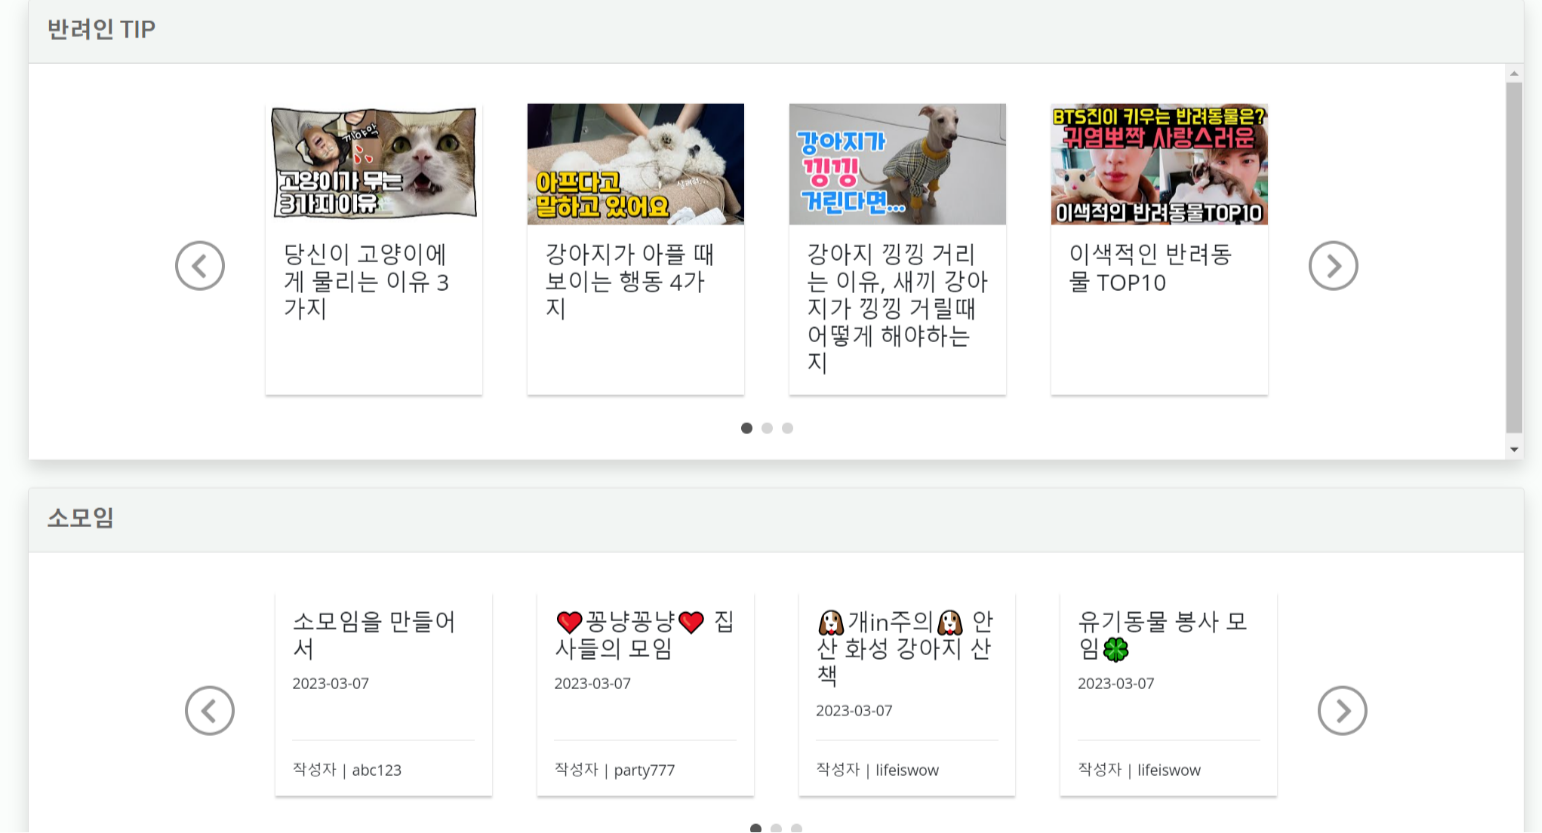 반려인 TIP
끼야악
고양이가 무는
3가지 이유
아프다고
말하고 있어요
강아지가
낑낑
거린다면...
BTS진이 키우는 반려동물은?
귀염뽀짝 사랑스러운
이색적인 반려동물TOP10
당신이 고양이에
게 물리는 이유 3
가지
강아지가 아플 때
보이는 행동 4가
지
강아지 낑낑 거리
는 이유, 새끼 강아
지가 낑낑 거릴때
어떻게 해야하는
지
이색적인 반려동
물 TOP10
소모임
소모임을 만들어
서
2023-03-07
작성자 | abc123
❤️꽁냥꽁냥❤️ 집
사들의 모임
2023-03-07
작성자 | party777
🐶개in주의🐶 안
산 화성 강아지 산
책
2023-03-07
작성자 | lifeiswow
유기동물 봉사 모
임🍀
2023-03-07
작성자 | lifeiswow